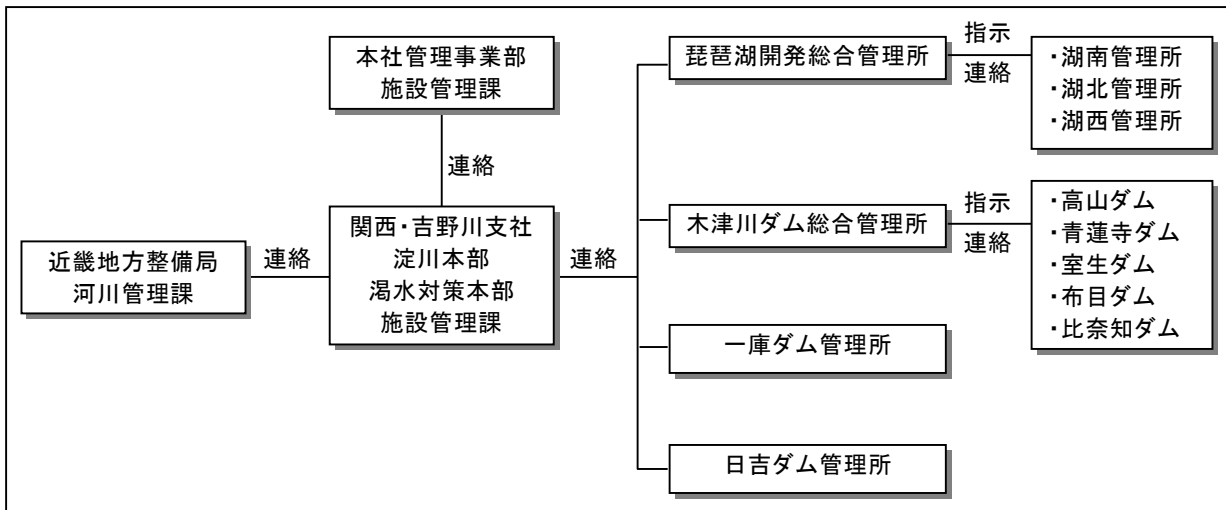 本社管理事業部
施設管理課
連絡
近畿地方整備局
河川管理課
連絡
関西・吉野川支社
淀川本部
渇水対策本部
施設管理課
連絡
琵琶湖開発総合管理所
指示
連絡
・湖南管理所
・湖北管理所
・湖西管理所
木津川ダム総合管理所
指示
連絡
・高山ダム
・青蓮寺ダム
・室生ダム
・布目ダム
・比奈知ダム
一庫ダム管理所
日吉ダム管理所